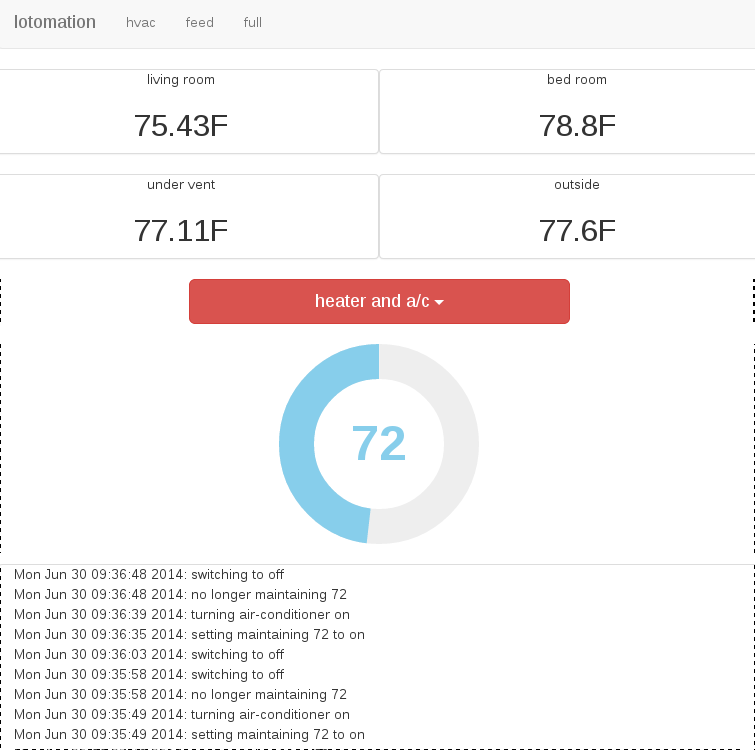 Iotomation hvac feed full
living room bed room
75.43F 78.8F
under vent outside
77.11F 77.6F
heater and a/c
72
Mon Jun 30 09:36:48 2014: switching to off
Mon Jun 30 09:36:48 2014: no longer maintaining 72
Mon Jun 30 09:36:39 2014: turning air-conditioner on
Mon Jun 30 09:36:35 2014: setting maintaining 72 to on
Mon Jun 30 09:36:03 2014: switching to off
Mon Jun 30 09:35:58 2014: switching to off
Mon Jun 30 09:35:58 2014: no longer maintaining 72
Mon Jun 30 09:35:49 2014: turning air-conditioner on
Mon Jun 30 09:35:49 2014: setting maintaining 72 to on